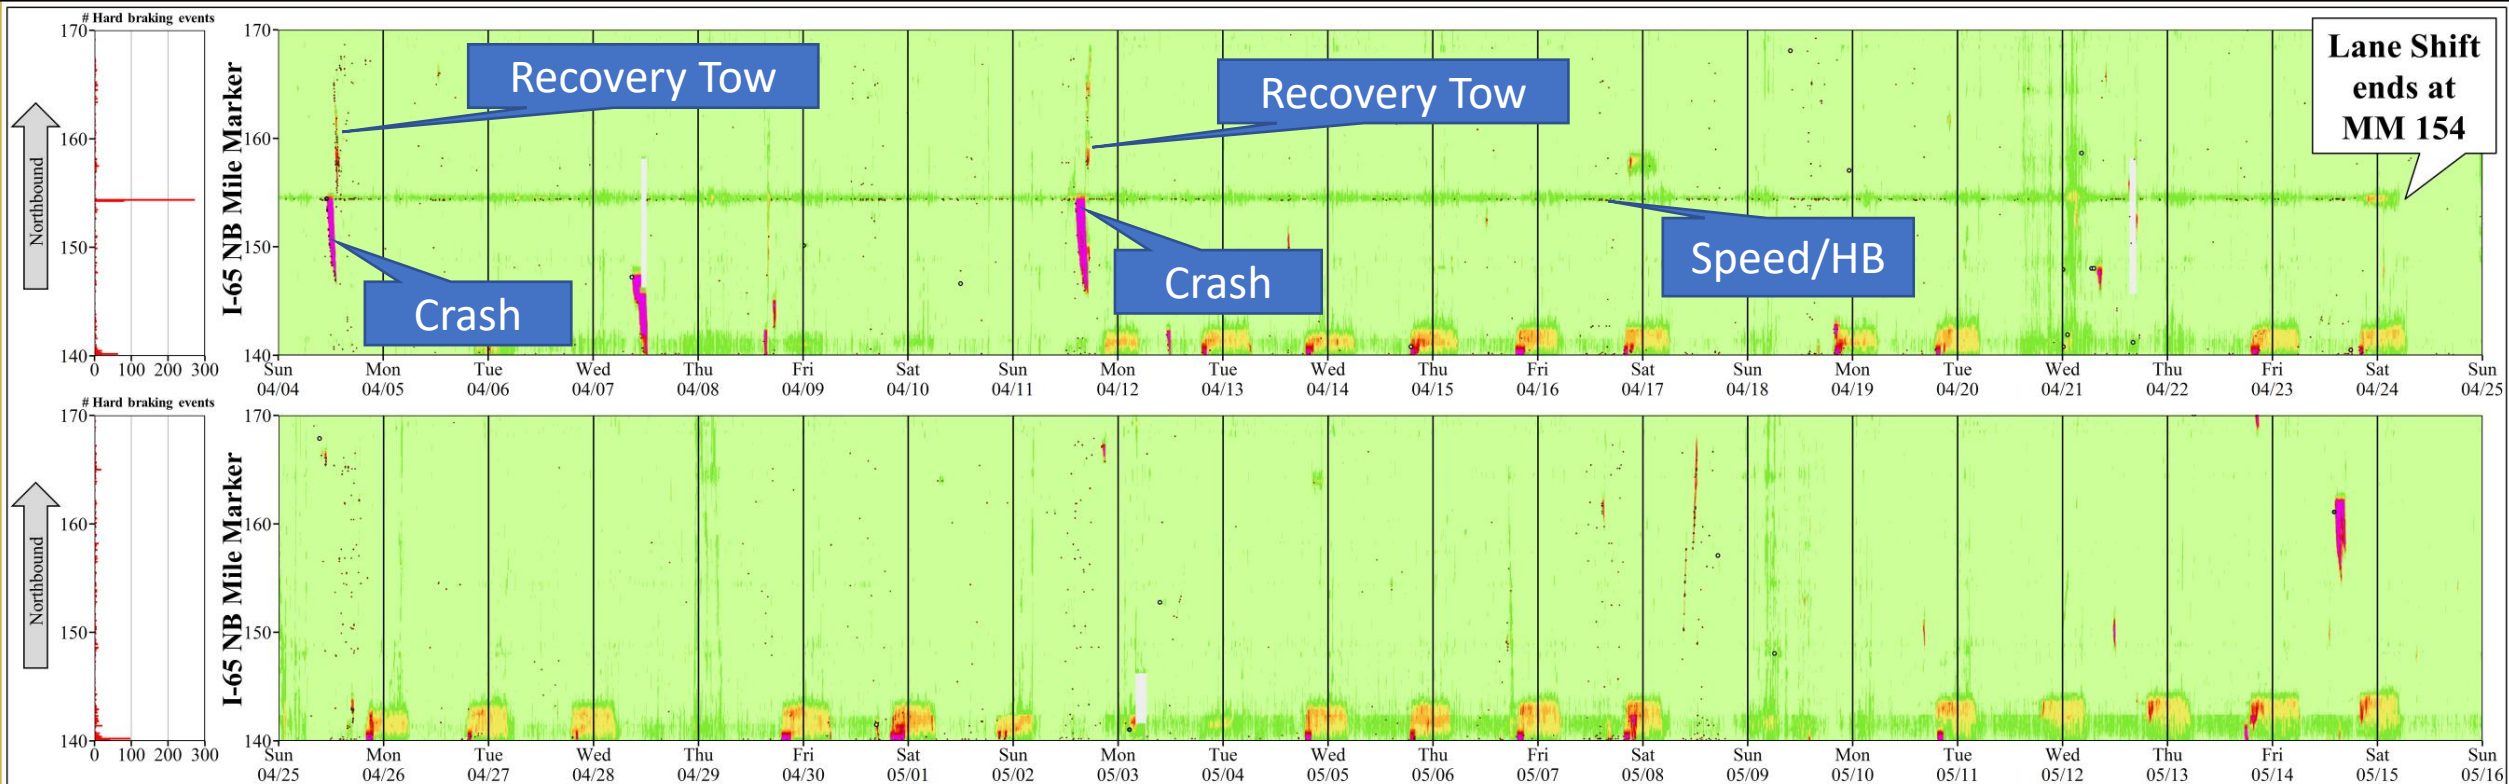 # Hard braking events
170
160
150
140
0 100 200 300
Northbound
I-65 NB Mile Marker
170
160
150
140
Recovery Tow
Recovery Tow
Crash
Crash
Speed/HB
Lane Shift
ends at
MM 154
Sun Mon Tue Wed Thu Fri Sat Sun Mon Tue Wed Thu Fri Sat Sun Mon Tue Wed Thu Fri Sat Sun
04/04 04/05 04/06 04/07 04/08 04/09 04/10 04/11 04/12 04/13 04/14 04/15 04/16 04/17 04/18 04/19 04/20 04/21 04/22 04/23 04/24 04/25
# Hard braking events
170
160
150
140
0 100 200 300
Northbound
I-65 NB Mile Marker
170
160
150
140
Sun Mon Tue Wed Thu Fri Sat Sun Mon Tue Wed Thu Fri Sat Sun Mon Tue Wed Thu Fri Sat Sun
04/25 04/26 04/27 04/28 04/29 04/30 05/01 05/02 05/03 05/04 05/05 05/06 05/07 05/08 05/09 05/10 05/11 05/12 05/13 05/14 05/15 05/16